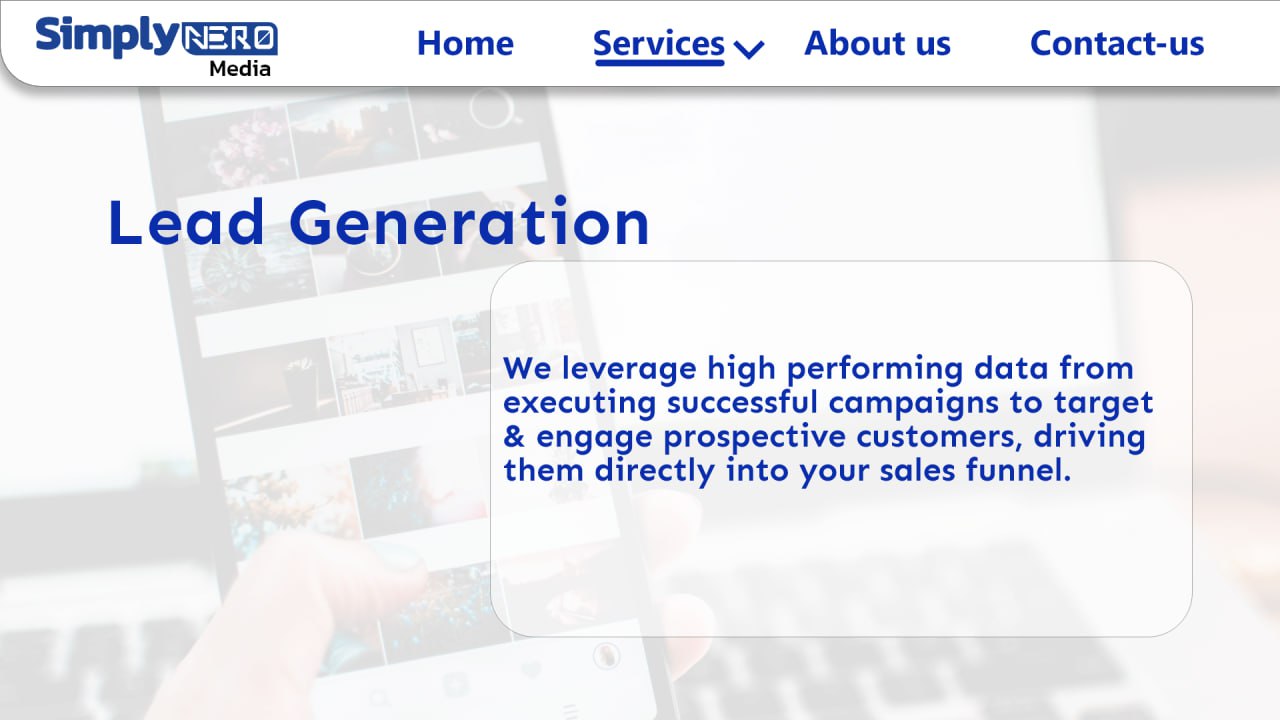 Simply NERO
Media
Home Services About us Contact-us
Lead Generation
We leverage high performing data from
executing successful campaigns to target
& engage prospective customers, driving
them directly into your sales funnel.